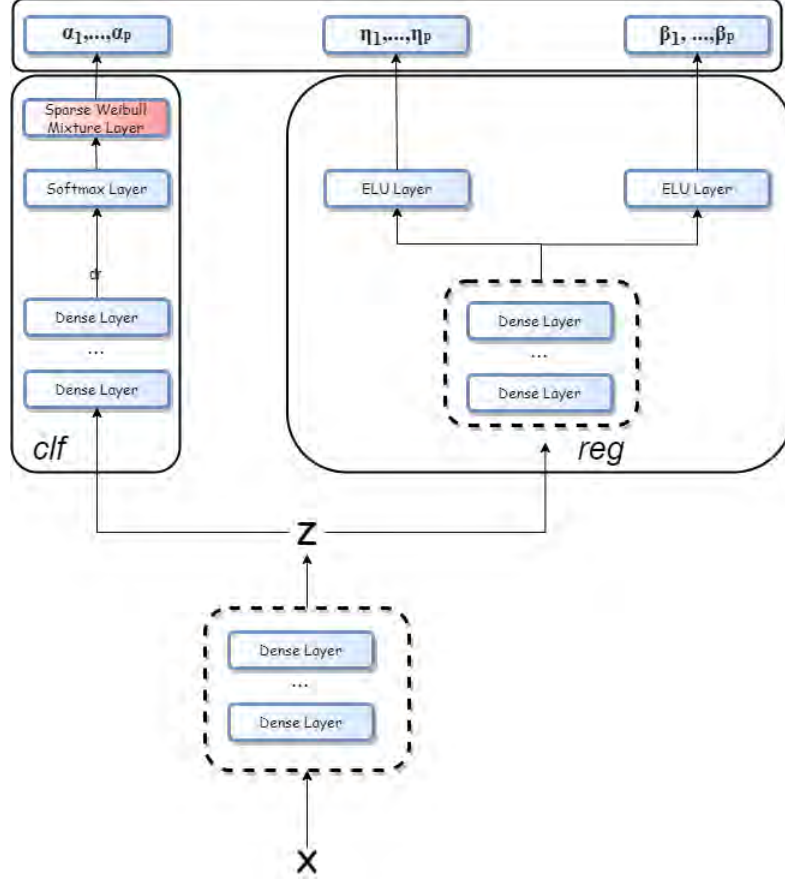 α1,...,αp
η1,...,ηp
β1, ...,βp
Sparse Weibull
Mixture Layer
Softmax Layer
ELU Layer
ELU Layer
Dense Layer
...
Dense Layer
clf
Dense Layer
...
Dense Layer
reg
z
Dense Layer
...
Dense Layer
x